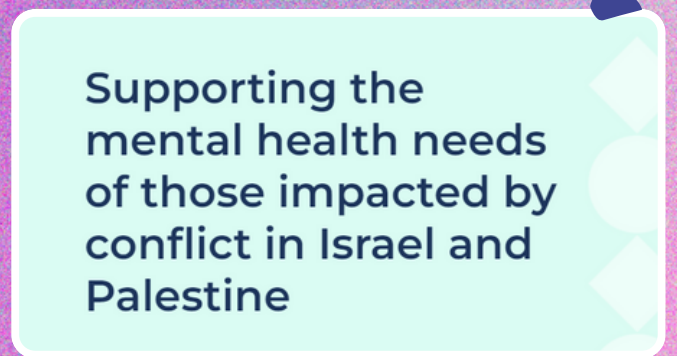 Supporting the
mental health needs
of those impacted by
conflict in Israel and
Palestine